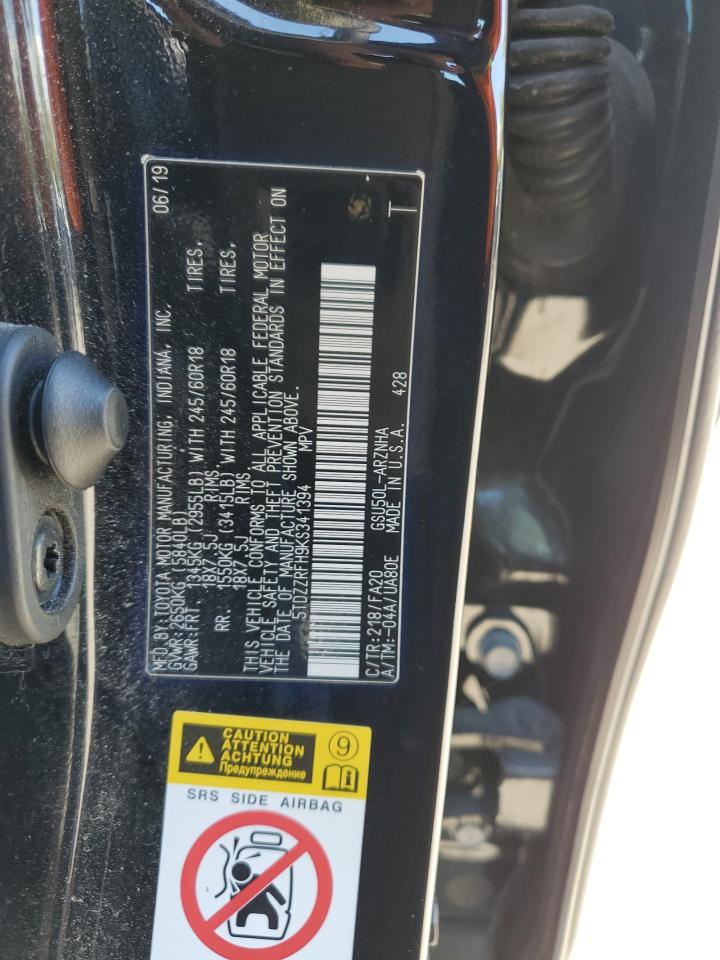 MFD.BY:TOYOTA MOTOR MANUFACTURING, INDIANA, INC. 06/19
GVWR:2650KG(5840LB)
GAWR:FRT. 1345KG(2955LB) WITH 245/60R18 TIRES,
18X7.5J RIMS
RR. 1550KG(3415LB) WITH 245/60R18 TIRES,
18X7.5J RIMS
THIS VEHICLE CONFORMS TO ALL APPLICABLE FEDERAL MOTOR
VEHICLE SAFETY AND THEFT PREVENTION STANDARDS IN EFFECT ON
THE DATE OF MANUFACTURE SHOWN ABOVE.
5TDZZRFH9KS341394 MPV
C/TR:218/FA20 GSU50L-ARZNHA
A/TM:-04A/UA80E MADE IN U.S.A. 428 T
CAUTION
ATTENTION
ACHTUNG
Предупреждение
9
SRS SIDE AIRBAG